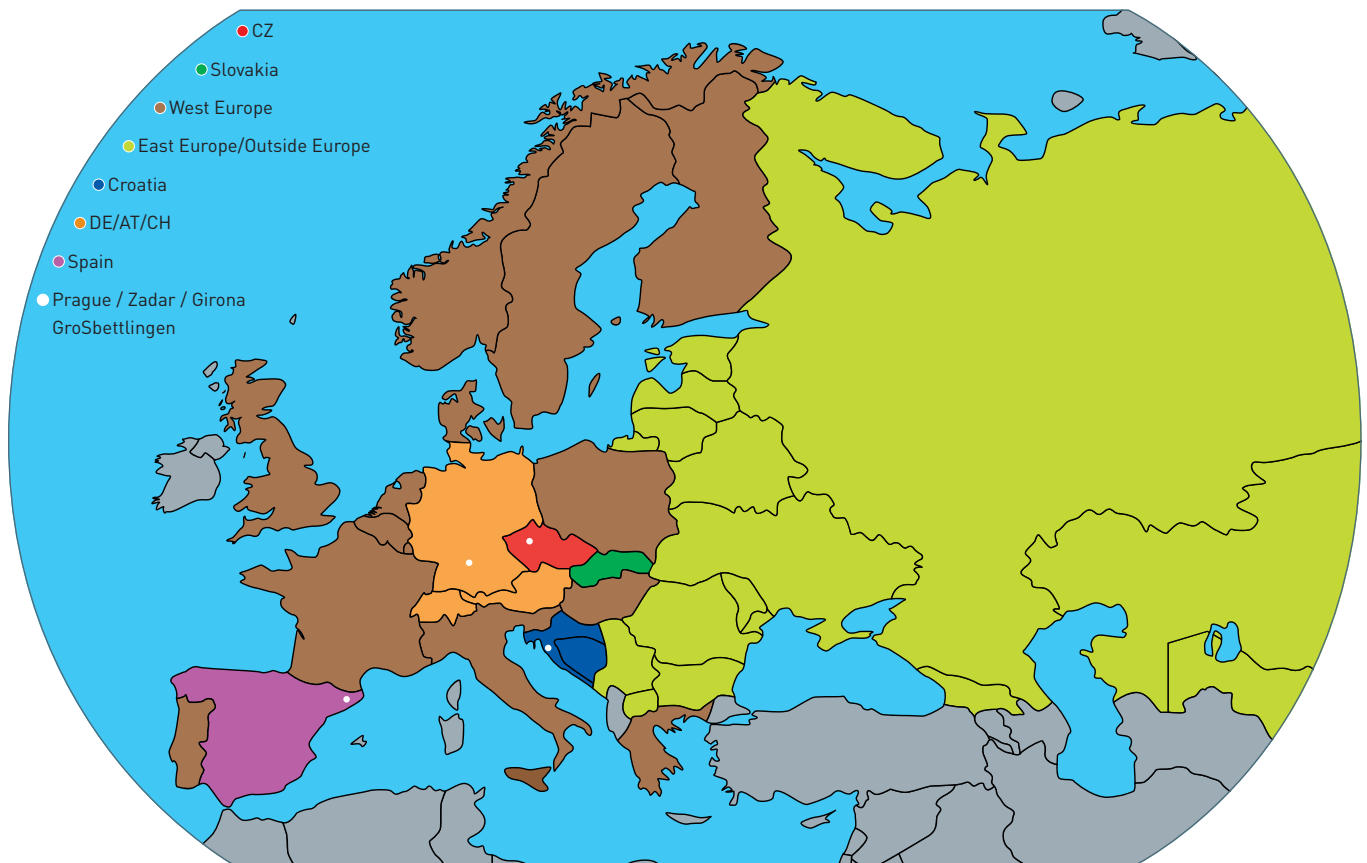 CZ
Slovakia
West Europe
East Europe/Outside Europe
Croatia
DE/AT/CH
Spain
Prague / Zadar / Girona
GroSbettlingen